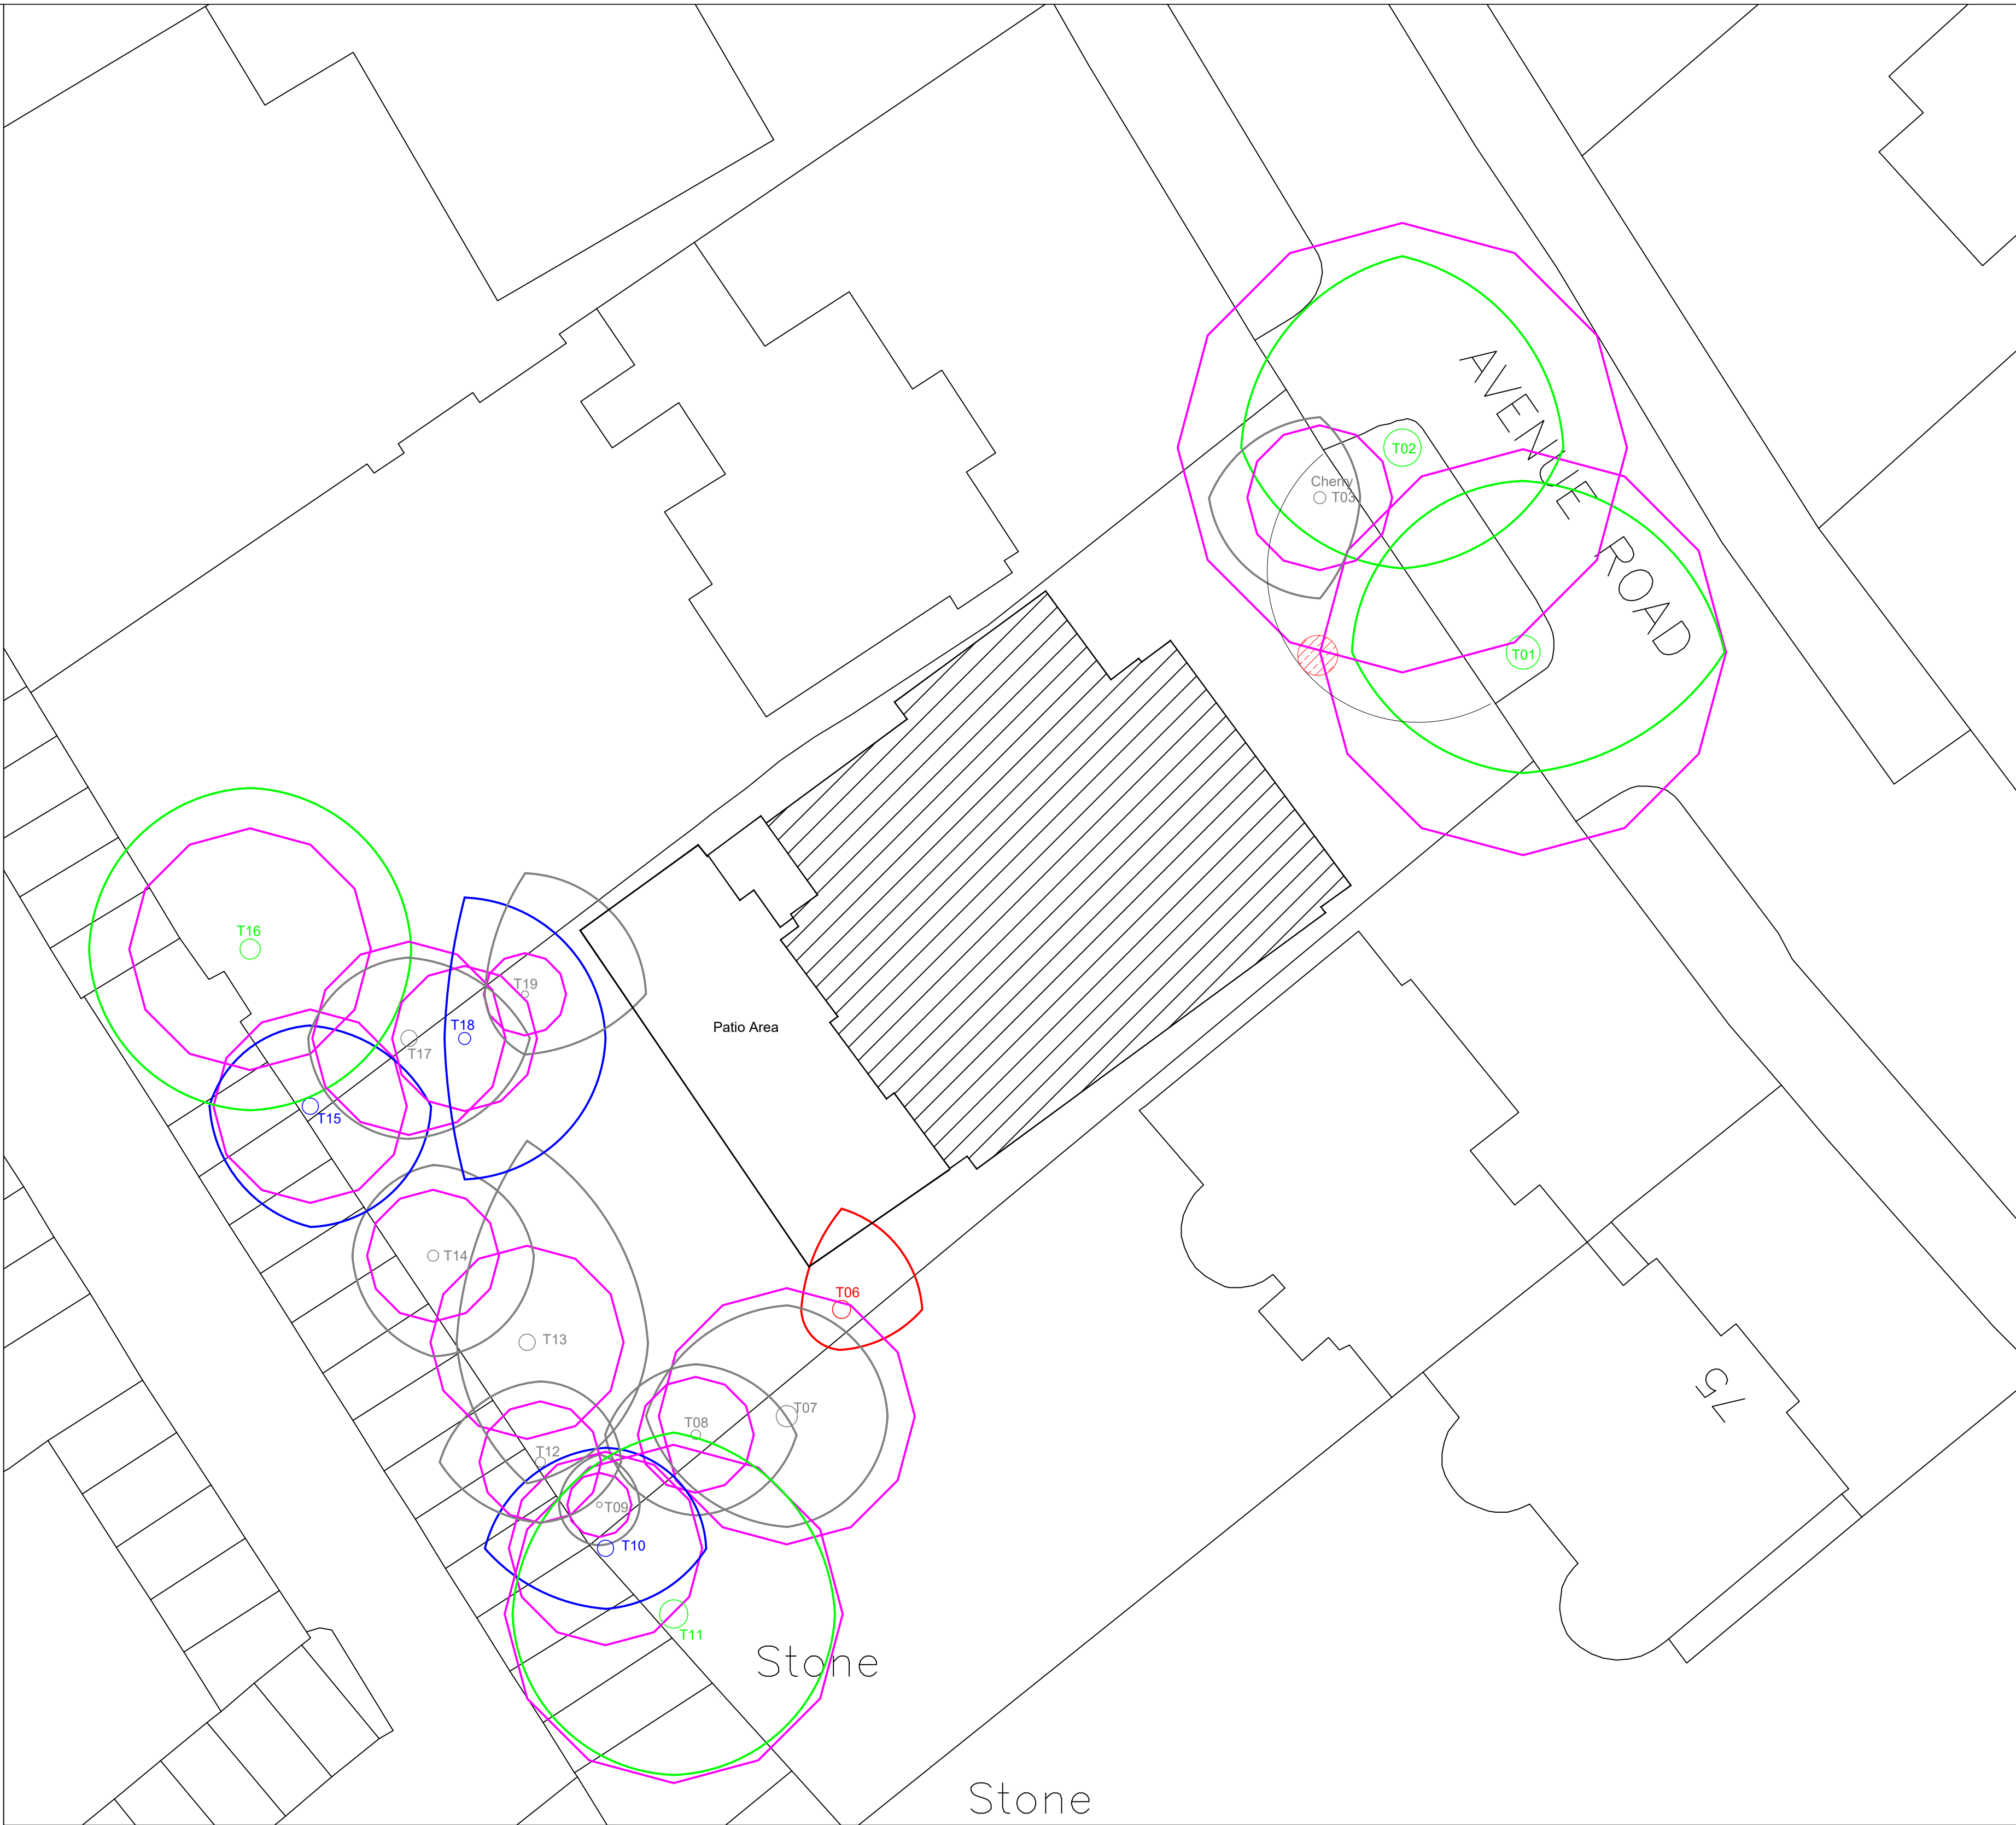 AVENUE ROAD
T02
Cherry
T03
T01
T16
T19
T18
T17
Patio Area
T15
T14
T06
T13
T07
T08
T12
T09
T10
T11
Stone
75
Stone